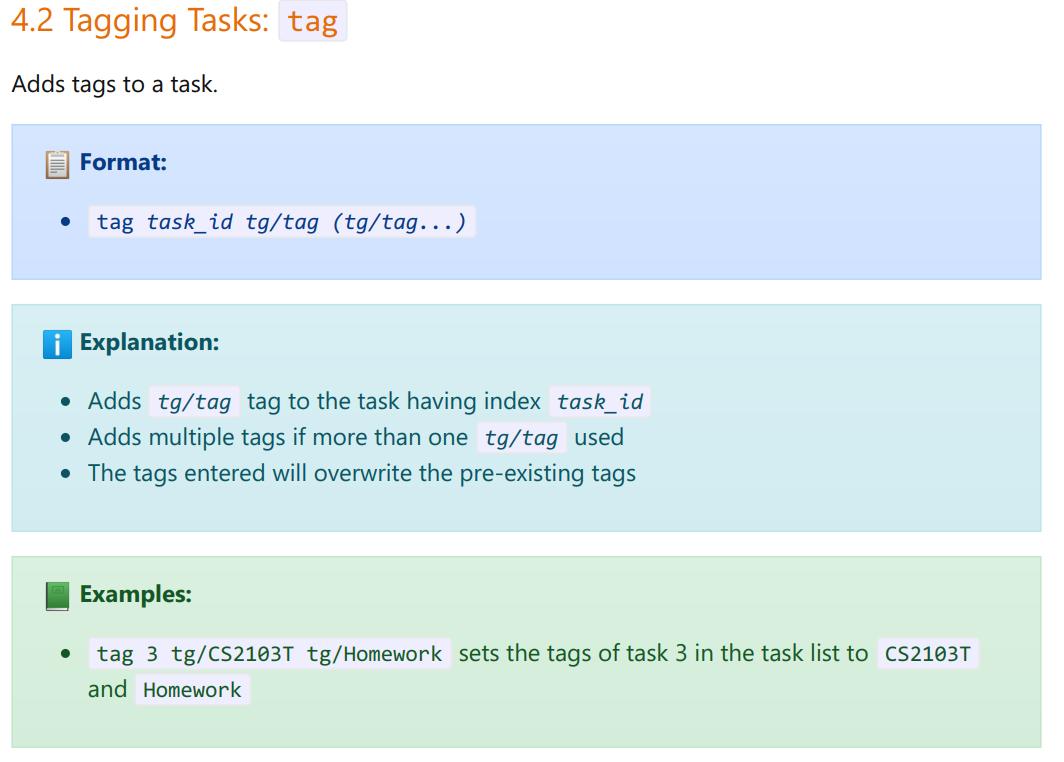 4.2 Tagging Tasks: tag
Adds tags to a task.
Format:
tag task_id tg/tag (tg/tag...)
Explanation:
Adds tg/tag tag to the task having index task_id
Adds multiple tags if more than one tg/tag used
The tags entered will overwrite the pre-existing tags
Examples:
tag 3 tg/CS2103T tg/Homework sets the tags of task 3 in the task list to CS2103T
and Homework